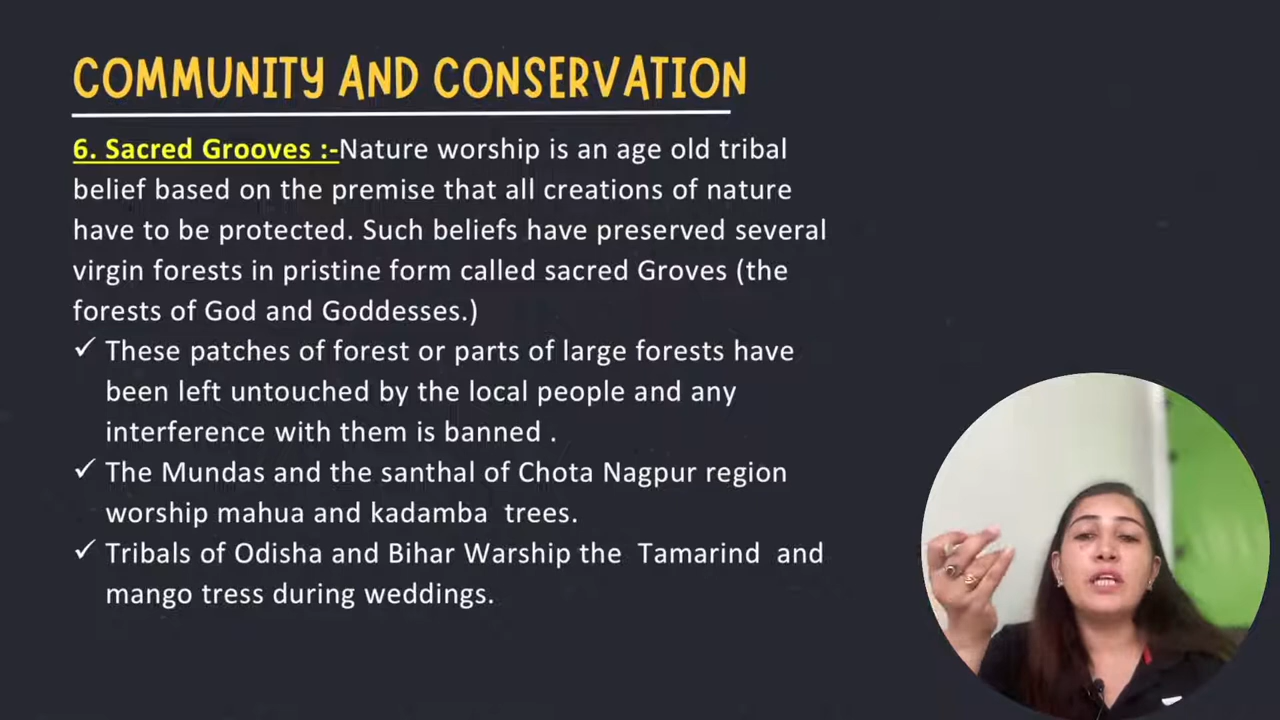 COMMUNITY AND CONSERVATION
6. Sacred Grooves :-Nature worship is an age old tribal
belief based on the premise that all creations of nature
have to be protected. Such beliefs have preserved several
virgin forests in pristine form called sacred Groves (the
forests of God and Goddesses.)
✓ These patches of forest or parts of large forests have
been left untouched by the local people and any
interference with them is banned .
✓ The Mundas and the santhal of Chota Nagpur region
worship mahua and kadamba trees.
✓ Tribals of Odisha and Bihar Warship the Tamarind and
mango tress during weddings.